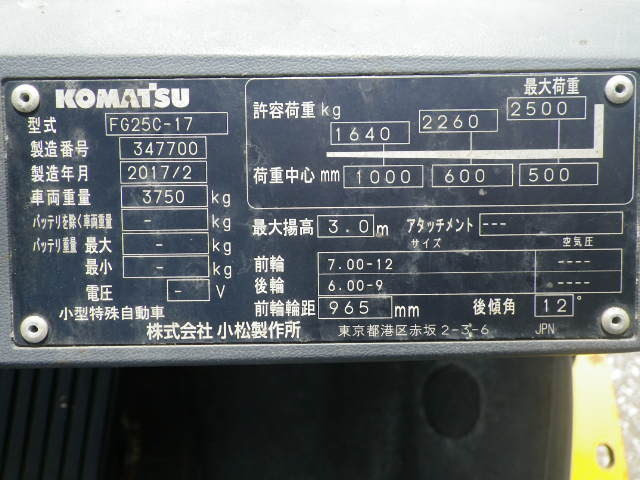 KOMATSU
型式 FG25C-17
製造番号 347700
製造年月 2017/2
車両重量 3750 kg
バッテリを除く車両重量 - kg
バッテリ重量 最大 - kg
最小 - kg
電圧 - V
小型特殊自動車
最大荷重
許容荷重 kg 1640 2260 2500
荷重中心 mm 1000 600 500
最大揚高 3.0 m アタッチメント ---
サイズ 空気圧
前輪 7.00-12 ----
後輪 6.00-9 ----
前輪輪距 965 mm 後傾角 12°
株式会社 小松製作所 東京都港区赤坂 2-3-6 JPN